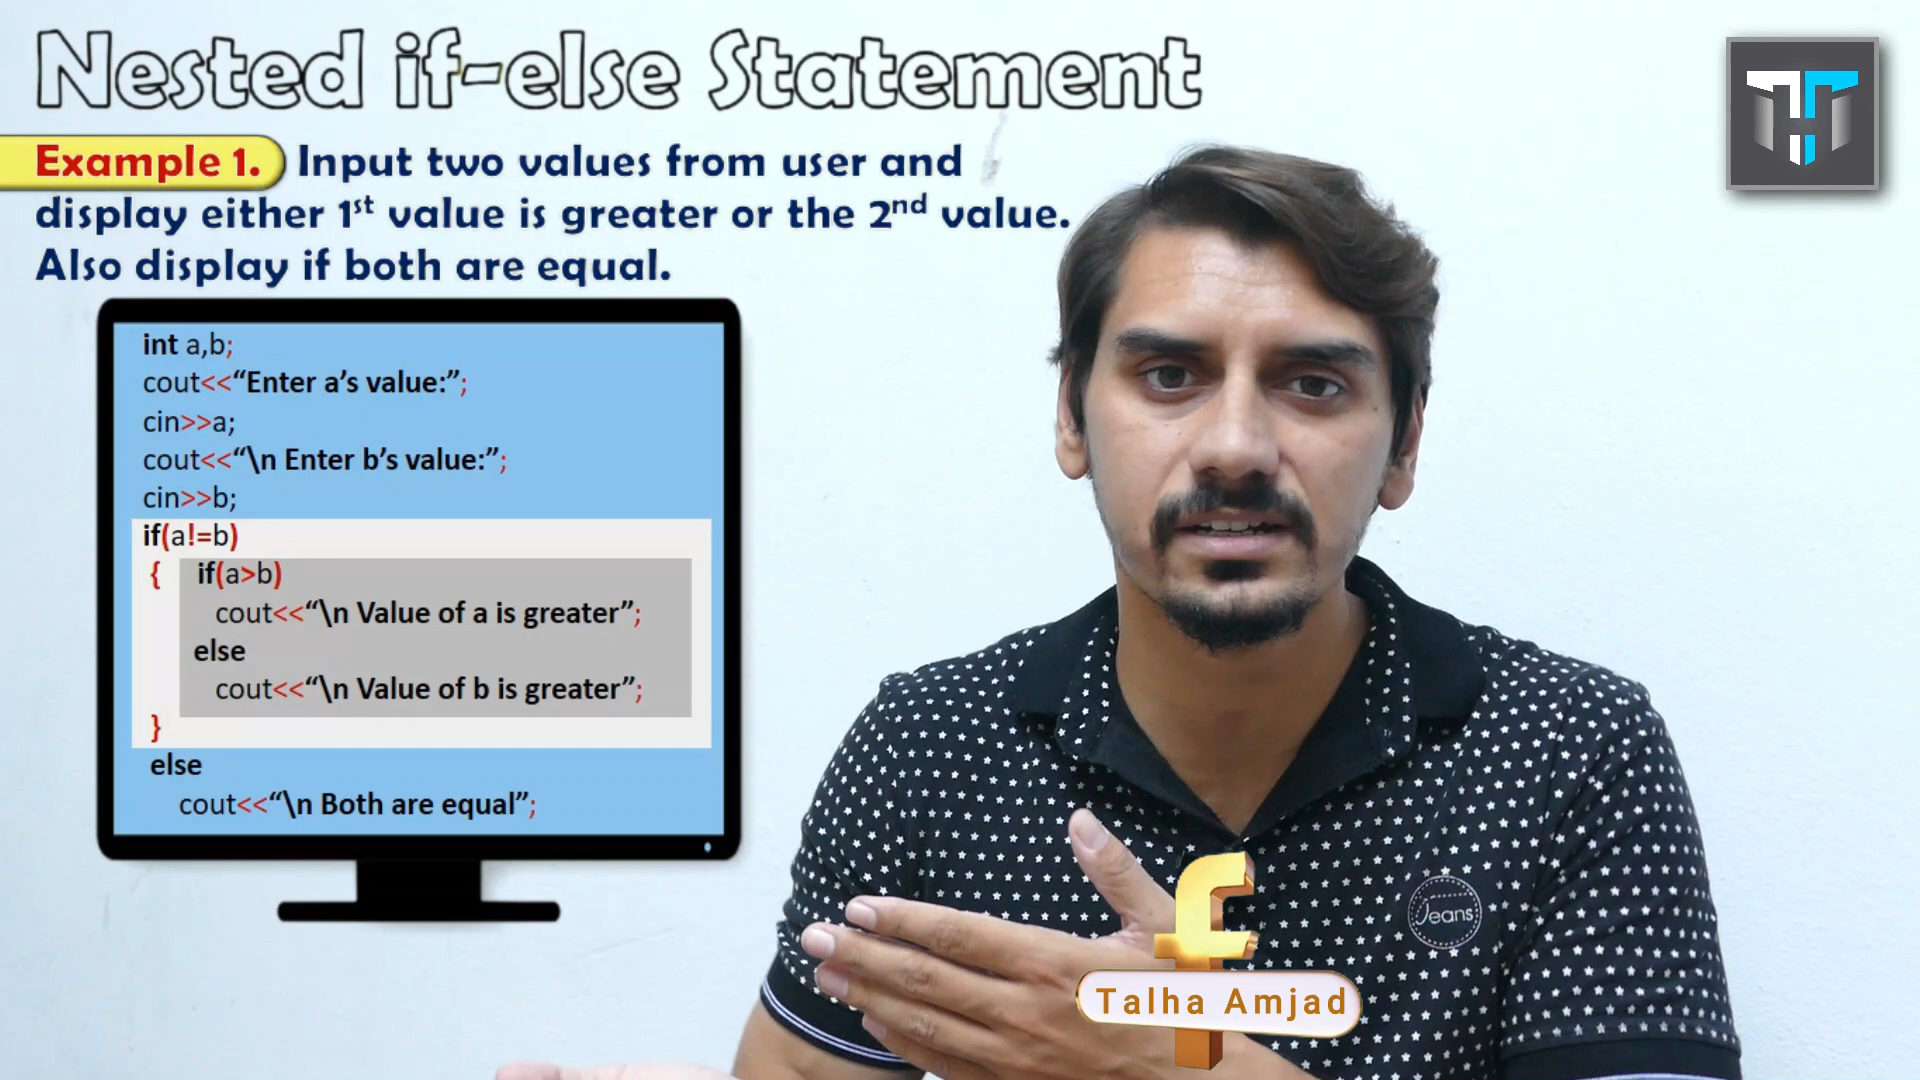 Nested if-else Statement
Example 1. Input two values from user and
display either 1st value is greater or the 2nd value.
Also display if both are equal.
int a,b;
cout<<“Enter a’s value:”;
cin>>a;
cout<<“\n Enter b’s value:”;
cin>>b;
if(a!=b)
{ if(a>b)
cout<<“\n Value of a is greater”;
else
cout<<“\n Value of b is greater”;
}
else
cout<<“\n Both are equal”;
Jeans
f
Talha Amjad